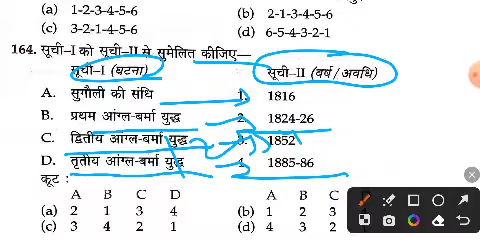 (a) 1-2-3-4-5-6 (b) 2-1-3-4-5-6
(c) 3-2-1-4-5-6 (d) 6-5-4-3-2-1
164. सूची-I को सूची-II से सुमेलित कीजिए—
सूची-I (घटना) सूची-II (वर्ष/अवधि)
A. सुगौली की संधि 1. 1816
B. प्रथम आंग्ल-बर्मा युद्ध 2. 1824-26
C. द्वितीय आंग्ल-बर्मा युद्ध 3. 1852
D. तृतीय आंग्ल-बर्मा युद्ध 4. 1885-86
कूट :
A B C D A B C
(a) 2 1 3 4 (b) 1 2 3
(c) 3 4 2 1 (d) 4 3 2